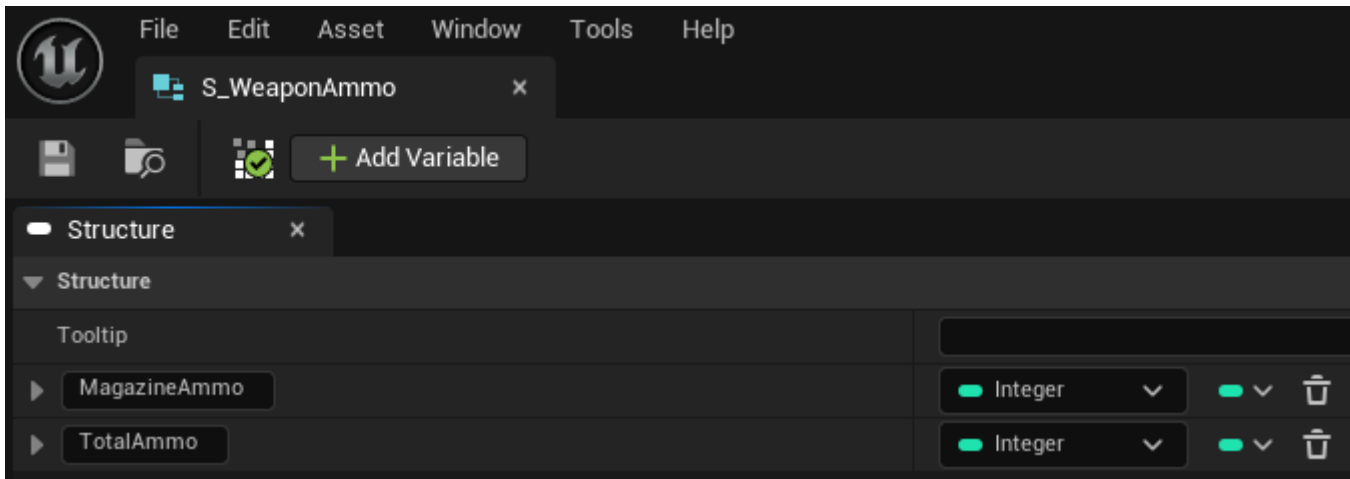 File Edit Asset Window Tools Help
S_WeaponAmmo
Add Variable
Structure
Structure
Tooltip
MagazineAmmo Integer
TotalAmmo Integer